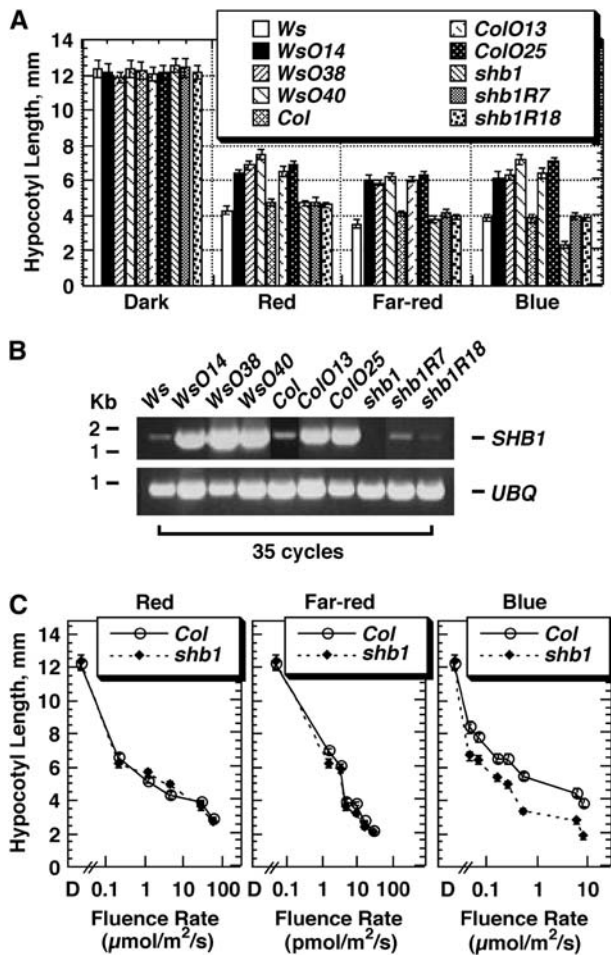 A
Hypocotyl Length, mm
14
12
10
8
6
4
2
0
Ws
WsO14
WsO38
WsO40
Col
ColO13
ColO25
shb1
shb1R7
shb1R18
Dark
Red
Far-red
Blue
B
Kb
Ws
WsO14
WsO38
WsO40
Col
ColO13
ColO25
shb1
shb1R7
shb1R18
2
1
SHB1
1
UBQ
35 cycles
C
Red
Far-red
Blue
Hypocotyl Length, mm
14
12
10
8
6
4
2
0
Col
shb1
Col
shb1
Col
shb1
D 0.1 1 10 100
D 0.1 1 10 100
D 0.1 1 10
Fluence Rate
(µmol/m²/s)
Fluence Rate
(pmol/m²/s)
Fluence Rate
(µmol/m²/s)